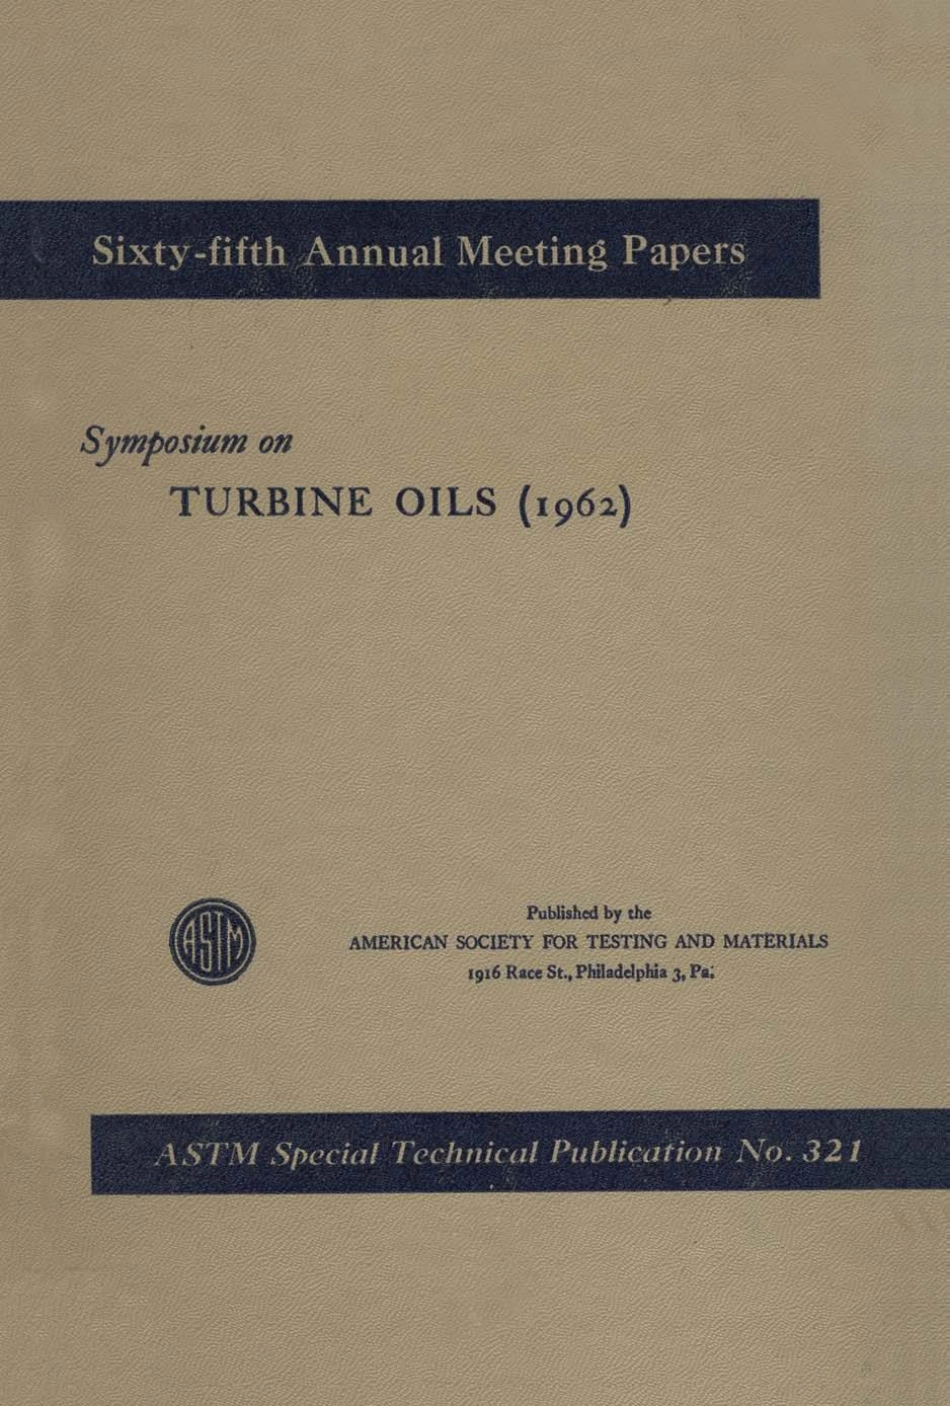 Sixty-fifth Annual Meeting Papers
Symposium on
TURBINE OILS (1962)
ASTM
Published by the
AMERICAN SOCIETY FOR TESTING AND MATERIALS
1916 Race St., Philadelphia 3, Pa.
ASTM Special Technical Publication No. 321